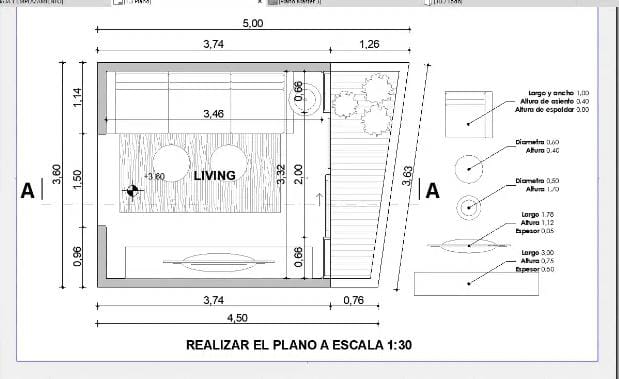 5,00
3,74
1,26
1,14
0,66
3,46
3,60
1,50
3,32
2,00
3,63
+3,60
LIVING
A
A
0,96
0,66
3,74
0,76
4,50
Largo y ancho 1,00
Altura de asiento 0,40
Altura de espaldar 0,00
Diametro 0,60
Altura 0,40
Diametro 0,50
Altura 1,70
Largo 1,78
Altura 1,12
Espesor 0,05
Largo 3,00
Altura 0,75
Espesor 0,50
REALIZAR EL PLANO A ESCALA 1:30